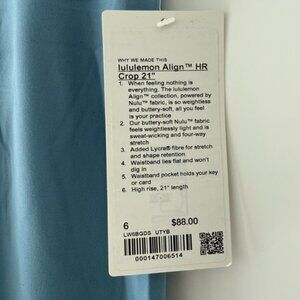 WHY WE MADE THIS
lululemon Align™ HR
Crop 21"
1. When feeling nothing is
everything. The lululemon
Align™ collection, powered by
Nulu™ fabric, is so weightless
and buttery-soft, all you feel
is your practice
2. Our buttery-soft Nulu™ fabric
feels weightlessly light and is
sweat-wicking and four-way
stretch
3. Added Lycra® fibre for stretch
and shape retention
4. Waistband lies flat and won't
dig in
5. Waistband pocket holds your key
or card
6. High rise, 21" length
6 $88.00
LW6BGDS UTYB
000147006514